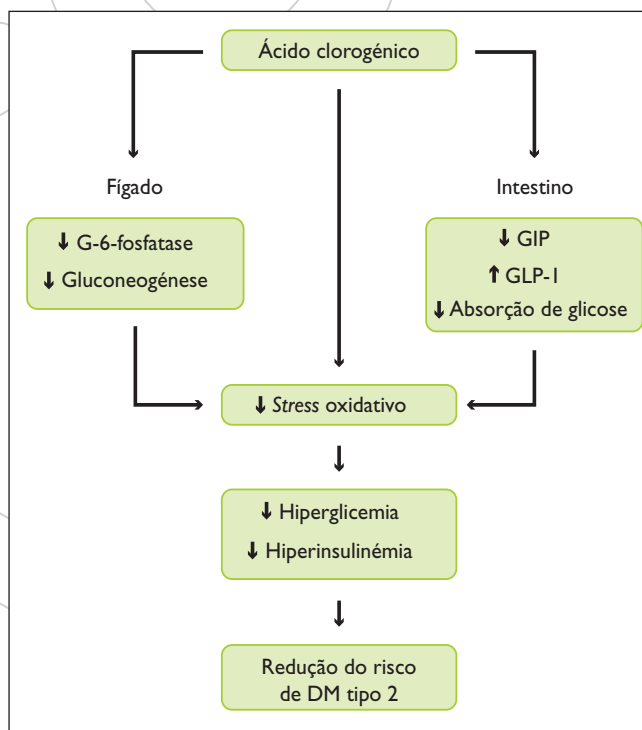 Ácido clorogénico
Fígado
↓ G-6-fosfatase
↓ Gluconeogénese
Intestino
↓ GIP
↑ GLP-1
↓ Absorção de glicose
↓ Stress oxidativo
↓ Hiperglicemia
↓ Hiperinsulinémia
Redução do risco
de DM tipo 2